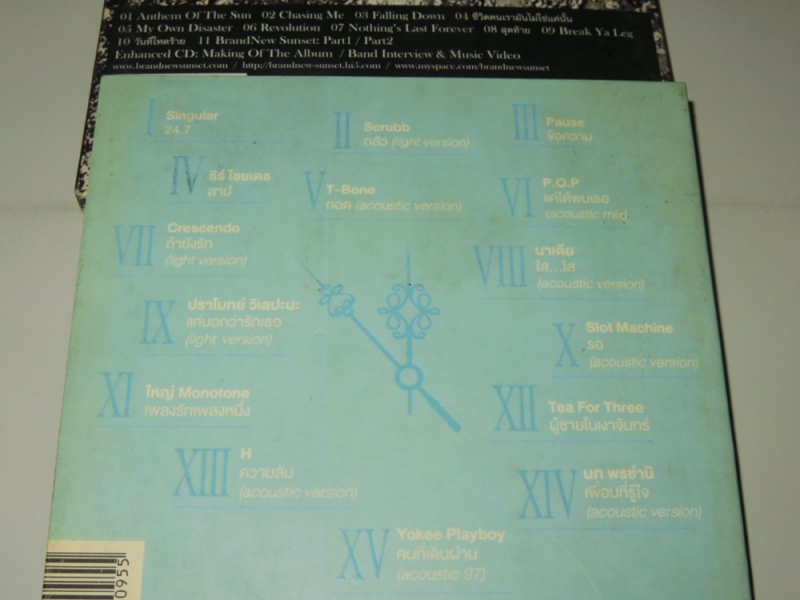 01 Anthem Of The Sun 02 Chasing Me 03 Falling Down 04 ชีวิตคนเรามันไม่ใช่แค่นั้น
05 My Own Disaster 06 Revolution 07 Nothing's Last Forever 08 สุดท้าย 09 Break Ya Leg
10 วันที่โหดร้าย 11 BrandNew Sunset: Part1 / Part2
Enhanced CD: Making Of The Album / Band Interview & Music Video
www.brandnewsunset.com / http://brandnew-sunset.hi5.com / www.myspace.com/brandnewsunset
I Singular
24.7
II Scrubb
กลัว (light version)
III Pause
ข้อความ
IV ซีร์ ไชยเดช
สาป
V T-Bone
กอด (acoustic version)
VI P.O.P
แค่ได้พบเธอ
(acoustic mix)
VII Crescendo
ถ้ายังรัก
(light version)
VIII นาเดีย
ใส...ใส
(acoustic version)
IX ปราโมทย์ วิเลปะนะ
แค่บอกว่ารักเธอ
(light version)
X Slot Machine
รอ
(acoustic version)
XI ใหญ่ Monotone
เพลงรักเพลงหนึ่ง
XII Tea For Three
ผู้ชายในเงาจันทร์
XIII H
ความลับ
(acoustic version)
XIV นท พรชำนิ
เพื่อนที่รู้ใจ
(acoustic version)
XV Yokee Playboy
คนที่เดินผ่าน
(acoustic 97)
0955